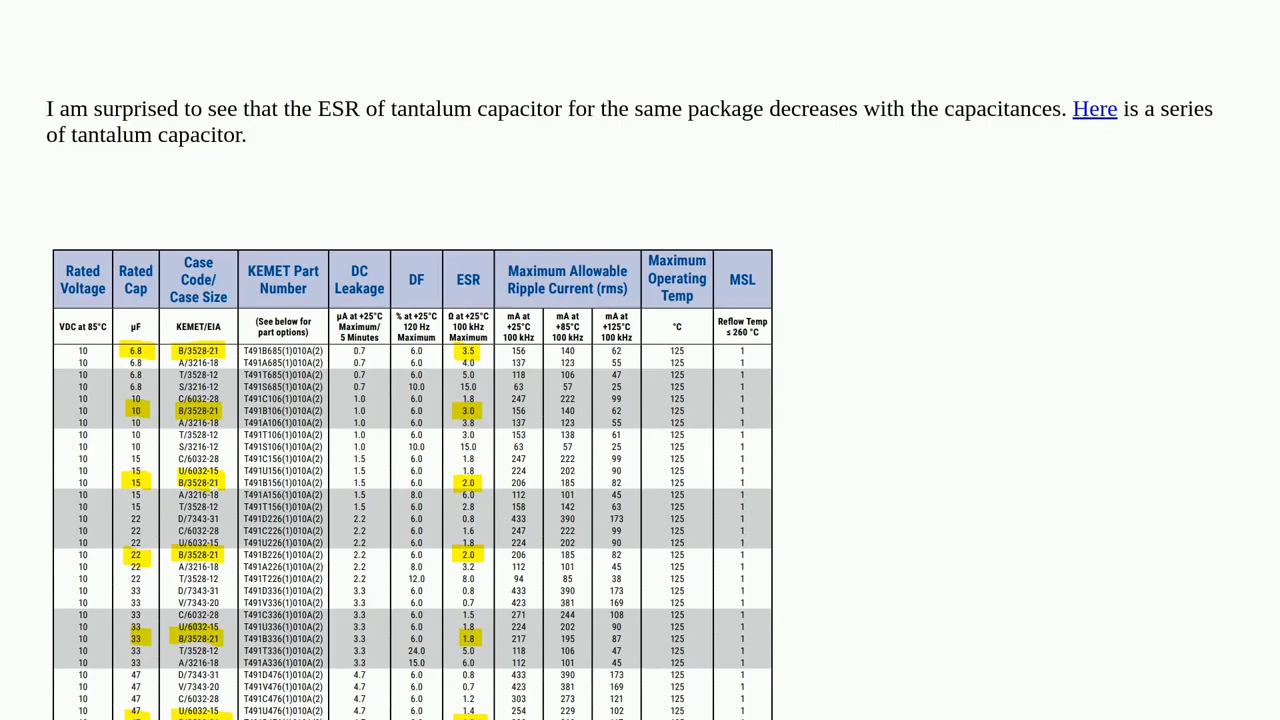 I am surprised to see that the ESR of tantalum capacitor for the same package decreases with the capacitances. Here is a series
of tantalum capacitor.
Rated Voltage Rated Cap Case Code/ Case Size KEMET Part Number DC Leakage DF ESR Maximum Allowable Ripple Current (rms) Maximum Operating Temp MSL
VDC at 85°C µF KEMET/EIA (See below for part options) µA at +25°C Maximum/ 5 Minutes % at +25°C 120 Hz Maximum Ω at +25°C 100 kHz Maximum mA at +25°C 100 kHz mA at +85°C 100 kHz mA at +125°C 100 kHz °C Reflow Temp ≤ 260 °C
10 6.8 B/3528-21 T491B685(1)010A(2) 0.7 6.0 3.5 156 140 62 125 1
10 6.8 A/3216-18 T491A685(1)010A(2) 0.7 6.0 4.0 137 123 55 125 1
10 6.8 T/3528-12 T491T685(1)010A(2) 0.7 6.0 5.0 118 106 47 125 1
10 6.8 S/3216-12 T491S685(1)010A(2) 0.7 10.0 15.0 63 57 25 125 1
10 10 C/6032-28 T491C106(1)010A(2) 1.0 6.0 1.8 247 222 99 125 1
10 10 B/3528-21 T491B106(1)010A(2) 1.0 6.0 3.0 156 140 62 125 1
10 10 A/3216-18 T491A106(1)010A(2) 1.0 6.0 3.8 137 123 55 125 1
10 10 T/3528-12 T491T106(1)010A(2) 1.0 6.0 3.0 153 138 61 125 1
10 10 S/3216-12 T491S106(1)010A(2) 1.0 10.0 15.0 63 57 25 125 1
10 15 C/6032-28 T491C156(1)010A(2) 1.5 6.0 1.8 247 222 99 125 1
10 15 U/6032-15 T491U156(1)010A(2) 1.5 6.0 1.8 224 202 90 125 1
10 15 B/3528-21 T491B156(1)010A(2) 1.5 6.0 2.0 206 185 82 125 1
10 15 A/3216-18 T491A156(1)010A(2) 1.5 8.0 6.0 112 101 45 125 1
10 15 T/3528-12 T491T156(1)010A(2) 1.5 6.0 2.8 158 142 63 125 1
10 22 D/7343-31 T491D226(1)010A(2) 2.2 6.0 0.8 433 390 173 125 1
10 22 C/6032-28 T491C226(1)010A(2) 2.2 6.0 1.6 247 222 99 125 1
10 22 U/6032-15 T491U226(1)010A(2) 2.2 6.0 1.8 224 202 90 125 1
10 22 B/3528-21 T491B226(1)010A(2) 2.2 6.0 2.0 206 185 82 125 1
10 22 A/3216-18 T491A226(1)010A(2) 2.2 8.0 3.2 112 101 45 125 1
10 22 T/3528-12 T491T226(1)010A(2) 2.2 12.0 8.0 94 85 38 125 1
10 33 D/7343-31 T491D336(1)010A(2) 3.3 6.0 0.8 433 390 173 125 1
10 33 V/7343-20 T491V336(1)010A(2) 3.3 6.0 0.7 423 381 169 125 1
10 33 C/6032-28 T491C336(1)010A(2) 3.3 6.0 1.5 271 244 108 125 1
10 33 U/6032-15 T491U336(1)010A(2) 3.3 6.0 1.8 224 202 90 125 1
10 33 B/3528-21 T491B336(1)010A(2) 3.3 6.0 1.8 217 195 87 125 1
10 33 T/3528-12 T491T336(1)010A(2) 3.3 24.0 5.0 118 106 47 125 1
10 33 A/3216-18 T491A336(1)010A(2) 3.3 15.0 6.0 112 101 45 125 1
10 47 D/7343-31 T491D476(1)010A(2) 4.7 6.0 0.8 433 390 173 125 1
10 47 V/7343-20 T491V476(1)010A(2) 4.7 6.0 0.7 423 381 169 125 1
10 47 C/6032-28 T491C476(1)010A(2) 4.7 6.0 1.2 303 273 121 125 1
10 47 U/6032-15 T491U476(1)010A(2) 4.7 6.0 1.4 254 229 102 125 1